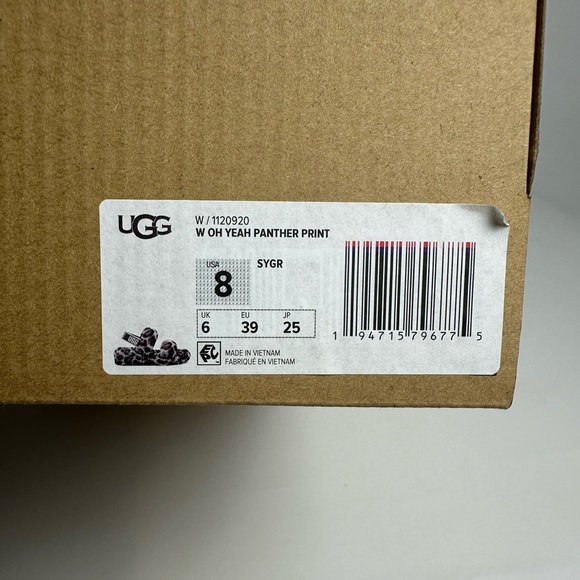 UGG
W / 1120920
W OH YEAH PANTHER PRINT
USA
8
SYGR
UK EU JP
6 39 25
MADE IN VIETNAM
FABRIQUÉ EN VIETNAM
1 94715 79677 5